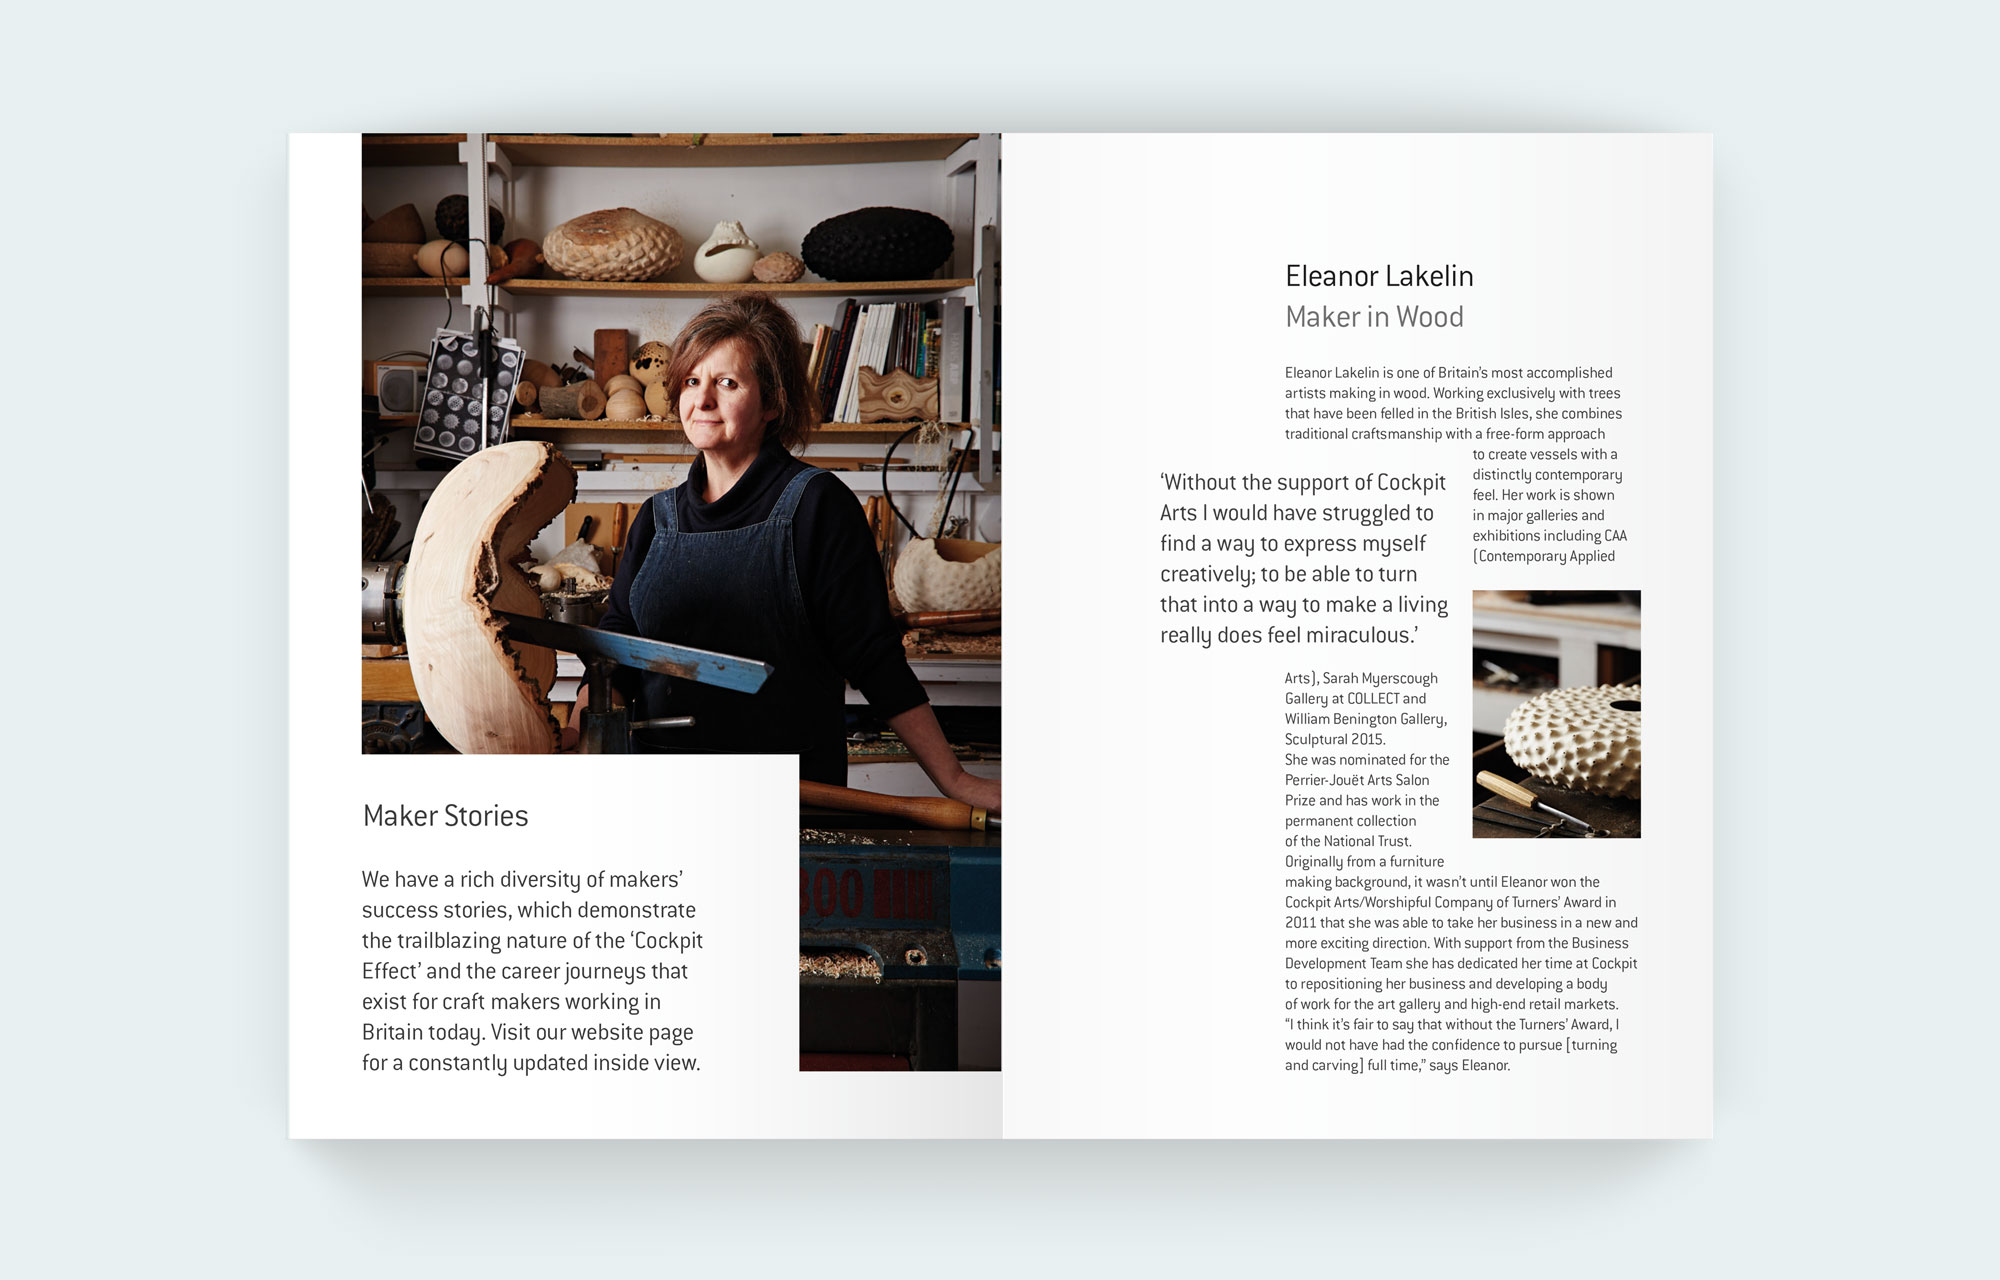 Maker Stories
We have a rich diversity of makers’
success stories, which demonstrate
the trailblazing nature of the ‘Cockpit
Effect’ and the career journeys that
exist for craft makers working in
Britain today. Visit our website page
for a constantly updated inside view.
300
Eleanor Lakelin
Maker in Wood
Eleanor Lakelin is one of Britain’s most accomplished
artists making in wood. Working exclusively with trees
that have been felled in the British Isles, she combines
traditional craftsmanship with a free-form approach
to create vessels with a
distinctly contemporary
feel. Her work is shown
in major galleries and
exhibitions including CAA
(Contemporary Applied
‘Without the support of Cockpit
Arts I would have struggled to
find a way to express myself
creatively; to be able to turn
that into a way to make a living
really does feel miraculous.’
Arts), Sarah Myerscough
Gallery at COLLECT and
William Benington Gallery,
Sculptural 2015.
She was nominated for the
Perrier-Jouët Arts Salon
Prize and has work in the
permanent collection
of the National Trust.
Originally from a furniture
making background, it wasn’t until Eleanor won the
Cockpit Arts/Worshipful Company of Turners’ Award in
2011 that she was able to take her business in a new and
more exciting direction. With support from the Business
Development Team she has dedicated her time at Cockpit
to repositioning her business and developing a body
of work for the art gallery and high-end retail markets.
“I think it’s fair to say that without the Turners’ Award, I
would not have had the confidence to pursue [turning
and carving] full time,” says Eleanor.